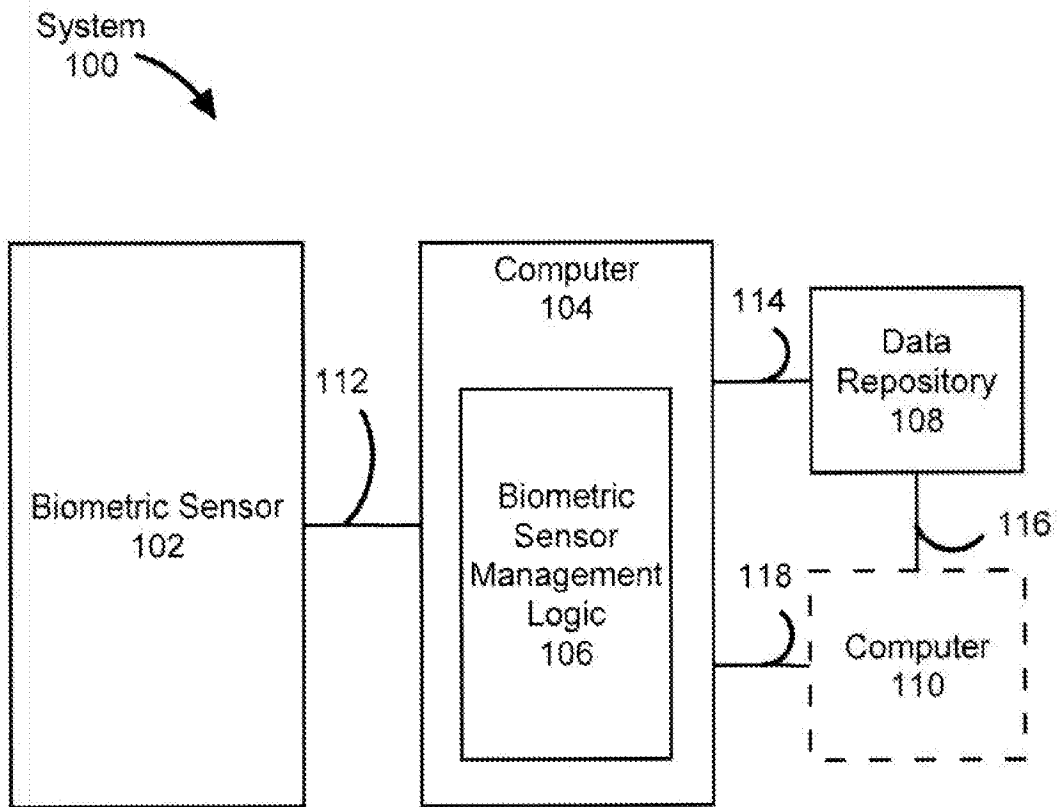 System
100
Biometric Sensor
102
112
Computer
104
Biometric
Sensor
Management
Logic
106
114
Data
Repository
108
116
118
Computer
110